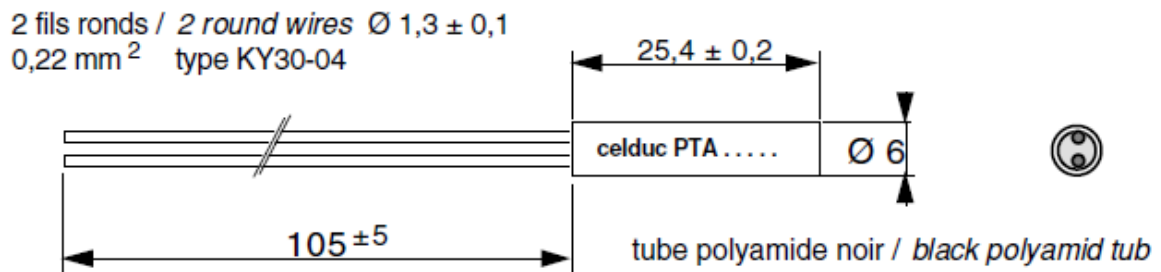 2 fils ronds / 2 round wires Ø 1,3 ± 0,1
0,22 mm 2 type KY30-04
25,4 ± 0,2
celduc PTA . . . . .
Ø 6
105 ±5
tube polyamide noir / black polyamid tub